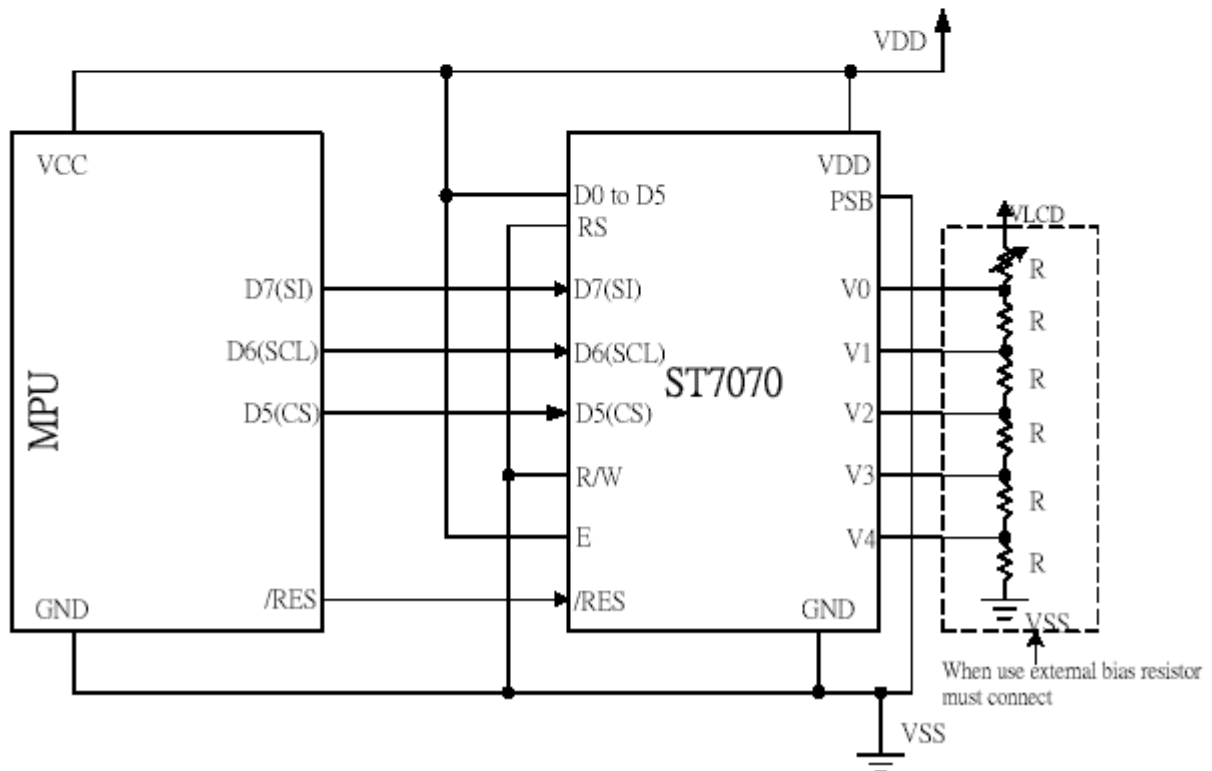 VDD
VCC
VDD
D0 to D5
PSB
RS
VLCD
R
D7(SI)
D7(SI)
V0
R
D6(SCL)
D6(SCL)
V1
MPU
ST7070
R
D5(CS)
D5(CS)
V2
R
R/W
V3
R
E
V4
R
/RES
/RES
GND
GND
VSS
When use external bias resistor
must connect
VSS